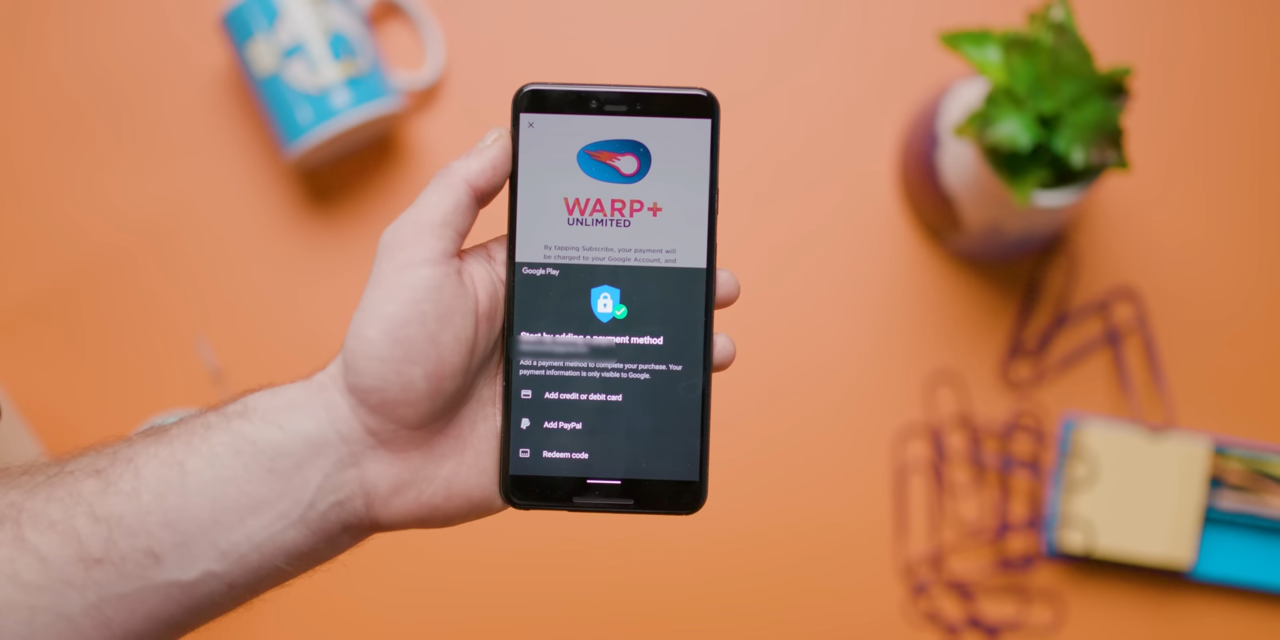 WARP+
UNLIMITED
By tapping Subscribe, your payment will
be charged to your Google Account, and
Google Play
Start by adding a payment method
Add a payment method to complete your purchase. Your
payment information is only visible to Google.
Add credit or debit card
Add PayPal
Redeem code